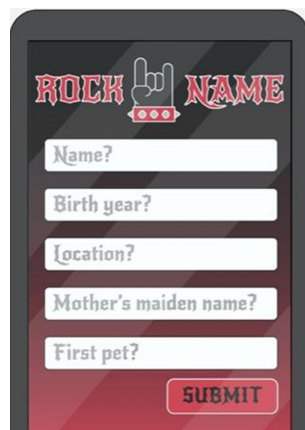 ROCK NAME
Name?
Birth year?
Location?
Mother's maiden name?
First pet?
SUBMIT